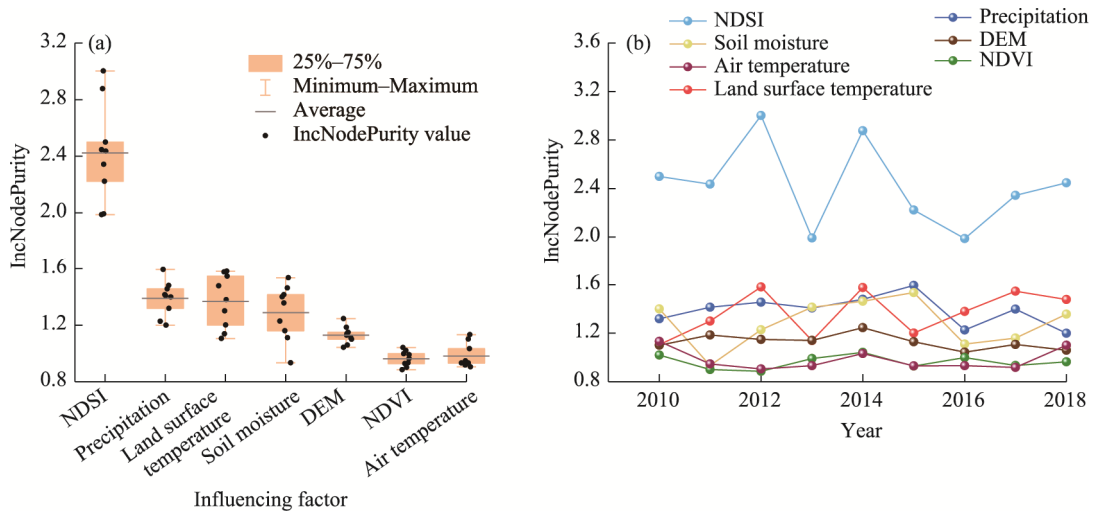 (a)
25%–75%
Minimum–Maximum
Average
IncNodePurity value
IncNodePurity
3.2
2.8
2.4
2.0
1.6
1.2
0.8
NDSI
Precipitation
Land surface
temperature
Soil moisture
DEM
NDVI
Air temperature
Influencing factor
(b)
NDSI
Soil moisture
Air temperature
Land surface temperature
Precipitation
DEM
NDVI
IncNodePurity
3.6
3.2
2.8
2.4
2.0
1.6
1.2
0.8
2010
2012
2014
2016
2018
Year